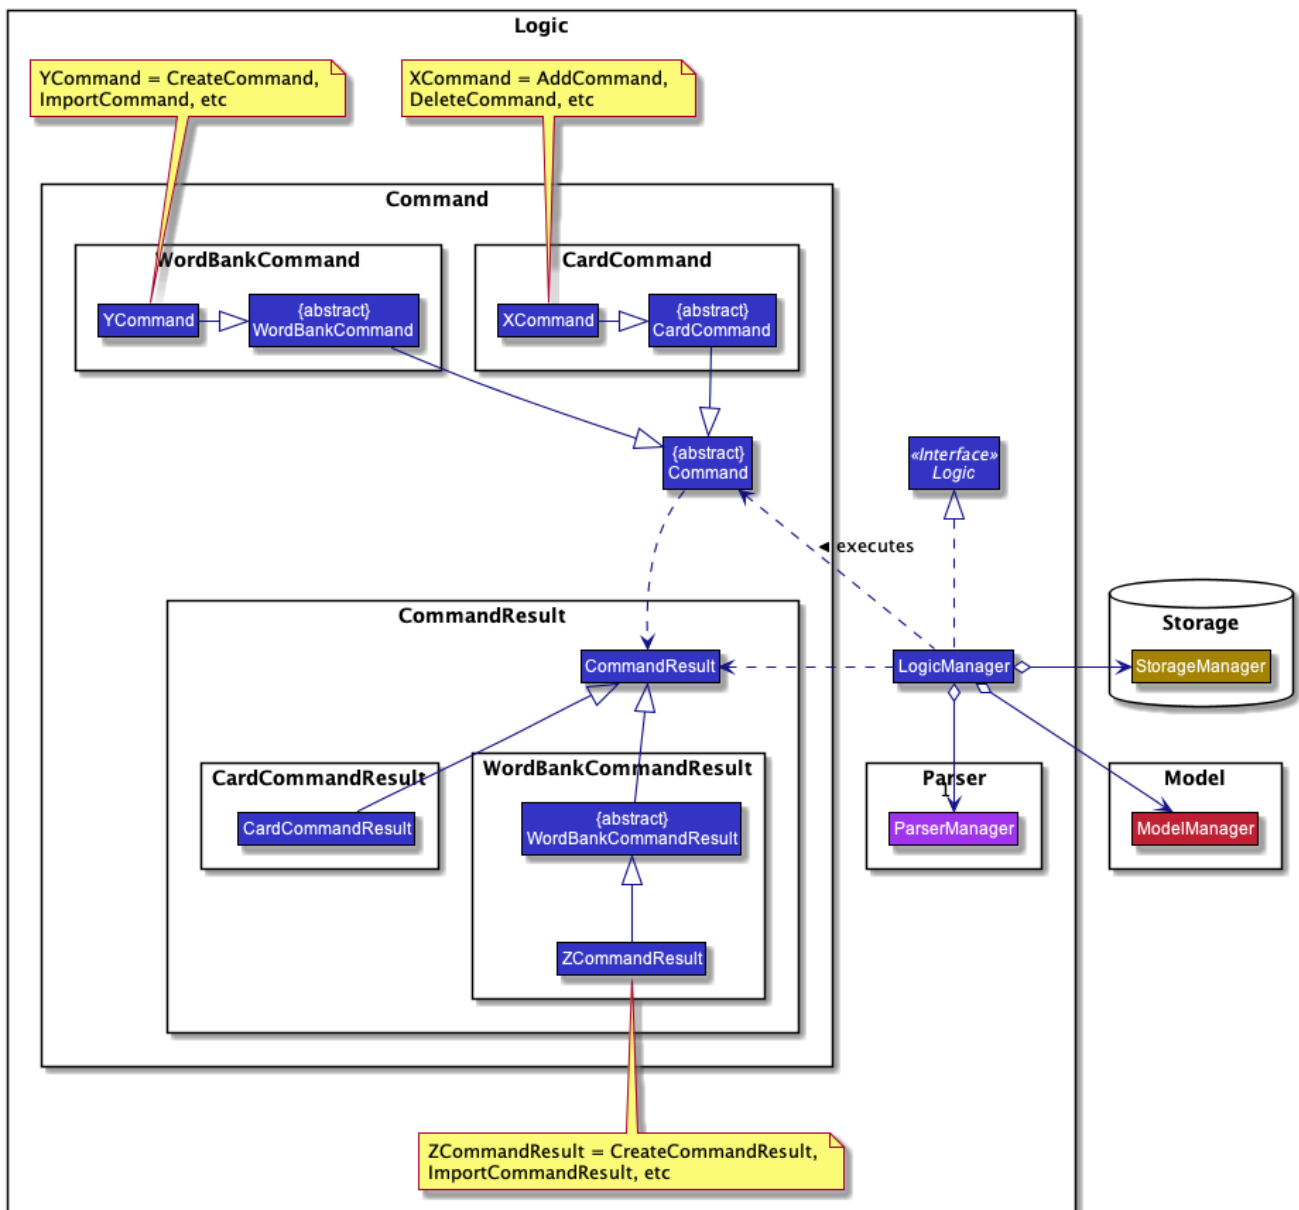 Logic
YCommand = CreateCommand,
ImportCommand, etc
XCommand = AddCommand,
DeleteCommand, etc
Command
WordBankCommand
CardCommand
YCommand
{abstract}
WordBankCommand
XCommand
{abstract}
CardCommand
{abstract}
Command
«Interface»
Logic
◄ executes
CommandResult
CommandResult
LogicManager
Storage
StorageManager
CardCommandResult
CardCommandResult
WordBankCommandResult
{abstract}
WordBankCommandResult
Parser
ParserManager
Model
ModelManager
ZCommandResult
ZCommandResult = CreateCommandResult,
ImportCommandResult, etc